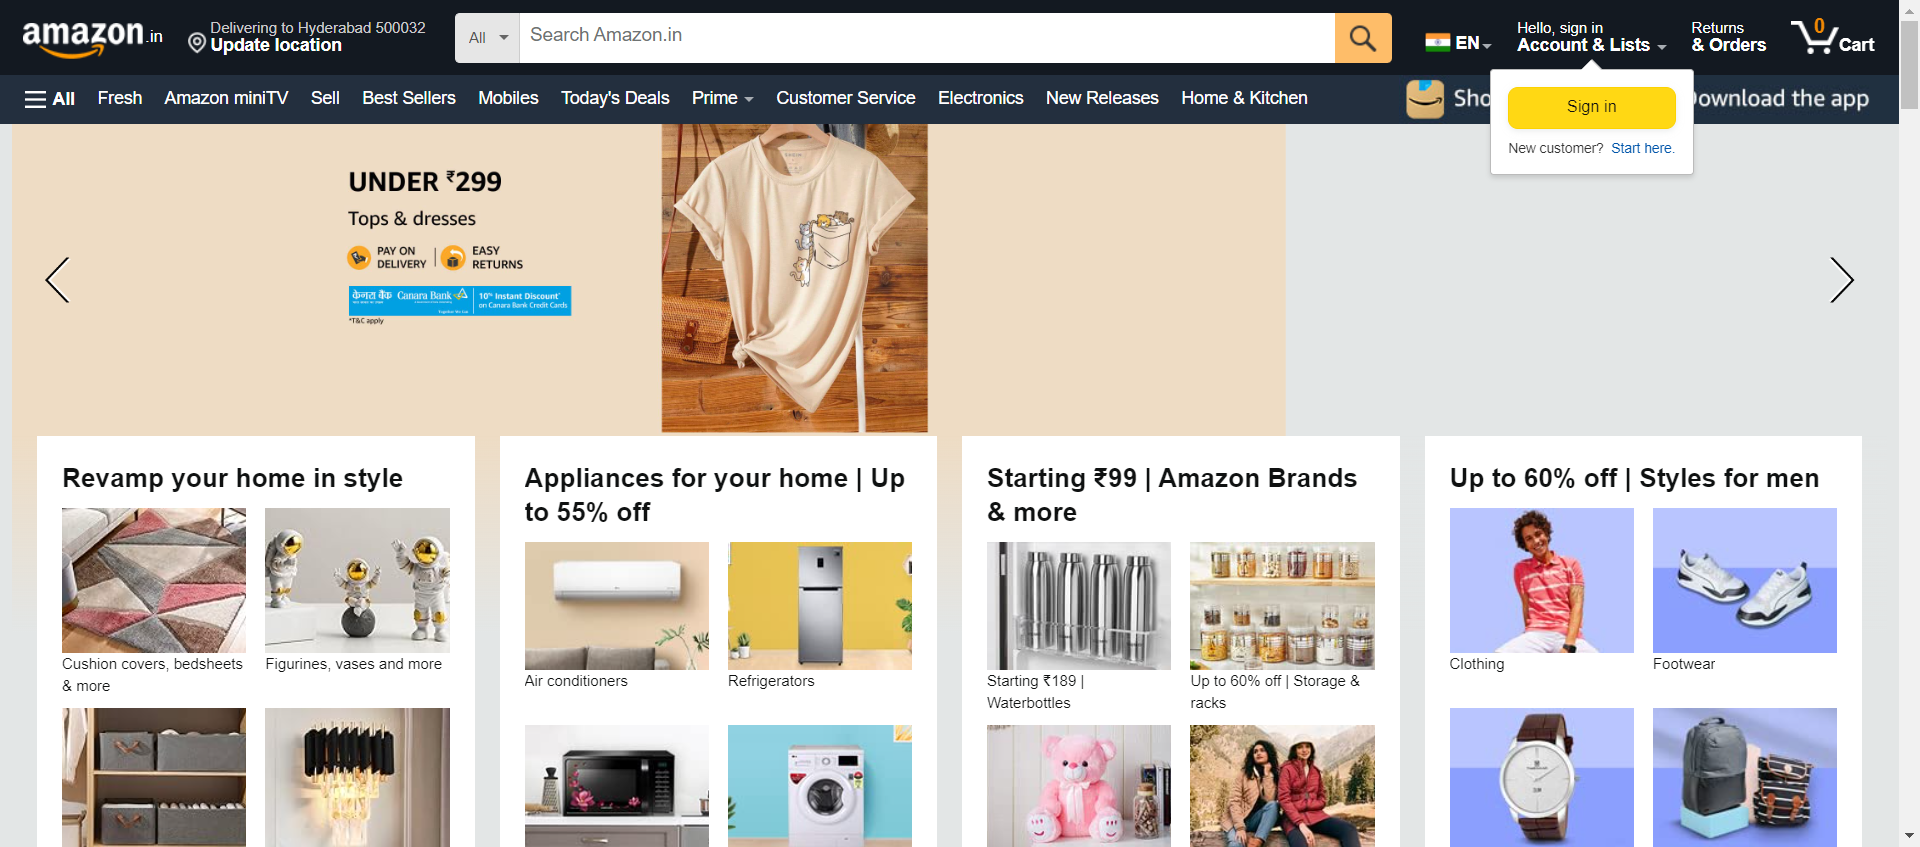 amazon.in
Delivering to Hyderabad 500032
Update location
All
Search Amazon.in
EN
Hello, sign in
Account & Lists
Returns
& Orders
0
Cart
All
Fresh
Amazon miniTV
Sell
Best Sellers
Mobiles
Today's Deals
Prime
Customer Service
Electronics
New Releases
Home & Kitchen
Sho
ownload the app
Sign in
New customer? Start here.
UNDER ₹299
Tops & dresses
PAY ON
DELIVERY
EASY
RETURNS
केनरा बैंक Canara Bank
Together We Can
10% Instant Discount*
on Canara Bank Credit Cards
*T&C apply
Revamp your home in style
Cushion covers, bedsheets
& more
Figurines, vases and more
Appliances for your home | Up
to 55% off
Air conditioners
Refrigerators
Starting ₹99 | Amazon Brands
& more
Starting ₹189 |
Waterbottles
Up to 60% off | Storage &
racks
Up to 60% off | Styles for men
Clothing
Footwear